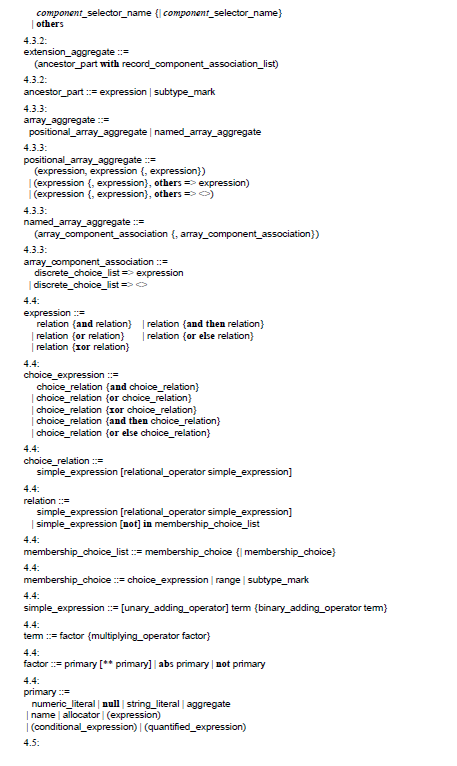 component_selector_name {| component_selector_name}
| others
4.3.2:
extension_aggregate ::=
(ancestor_part with record_component_association_list)
4.3.2:
ancestor_part ::= expression | subtype_mark
4.3.3:
array_aggregate ::=
positional_array_aggregate | named_array_aggregate
4.3.3:
positional_array_aggregate ::=
(expression, expression {, expression})
| (expression {, expression}, others => expression)
| (expression {, expression}, others => <>)
4.3.3:
named_array_aggregate ::=
(array_component_association {, array_component_association})
4.3.3:
array_component_association ::=
discrete_choice_list => expression
| discrete_choice_list => <>
4.4:
expression ::=
relation {and relation} | relation {and then relation}
| relation {or relation} | relation {or else relation}
| relation {xor relation}
4.4:
choice_expression ::=
choice_relation {and choice_relation}
| choice_relation {or choice_relation}
| choice_relation {xor choice_relation}
| choice_relation {and then choice_relation}
| choice_relation {or else choice_relation}
4.4:
choice_relation ::=
simple_expression [relational_operator simple_expression]
4.4:
relation ::=
simple_expression [relational_operator simple_expression]
| simple_expression [not] in membership_choice_list
4.4:
membership_choice_list ::= membership_choice {| membership_choice}
4.4:
membership_choice ::= choice_expression | range | subtype_mark
4.4:
simple_expression ::= [unary_adding_operator] term {binary_adding_operator term}
4.4:
term ::= factor {multiplying_operator factor}
4.4:
factor ::= primary [** primary] | abs primary | not primary
4.4:
primary ::=
numeric_literal | null | string_literal | aggregate
| name | allocator | (expression)
| (conditional_expression) | (quantified_expression)
4.5: